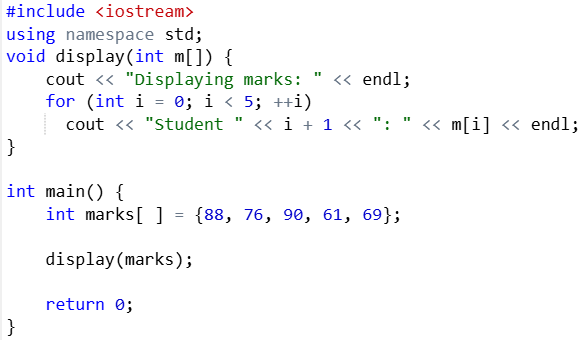 #include <iostream>
using namespace std;
void display(int m[]) {
    cout << "Displaying marks: " << endl;
    for (int i = 0; i < 5; ++i)
      cout << "Student " << i + 1 << ": " << m[i] << endl;
}

int main() {
    int marks[ ] = {88, 76, 90, 61, 69};

    display(marks);

    return 0;
}